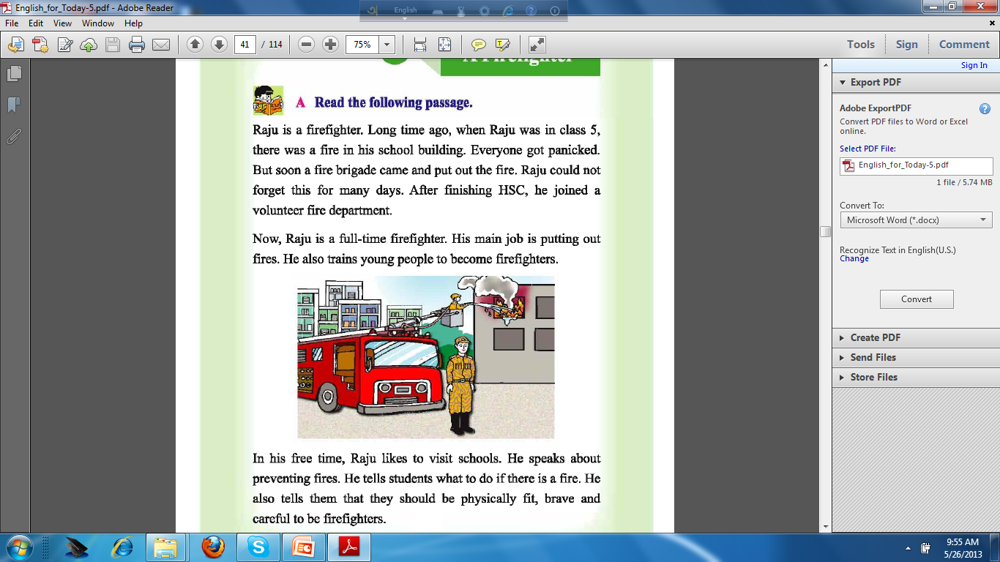 English_for_Today-5.pdf - Adobe Reader
English
File Edit View Window Help
41 / 114 75% Tools Sign Comment
Sign In
A Firefighter
A Read the following passage.
Raju is a firefighter. Long time ago, when Raju was in class 5,
there was a fire in his school building. Everyone got panicked.
But soon a fire brigade came and put out the fire. Raju could not
forget this for many days. After finishing HSC, he joined a
volunteer fire department.
Now, Raju is a full-time firefighter. His main job is putting out
fires. He also trains young people to become firefighters.
In his free time, Raju likes to visit schools. He speaks about
preventing fires. He tells students what to do if there is a fire. He
also tells them that they should be physically fit, brave and
careful to be firefighters.
Export PDF
Adobe ExportPDF
Convert PDF files to Word or Excel
online.
Select PDF File:
English_for_Today-5.pdf
1 file / 5.74 MB
Convert To:
Microsoft Word (*.docx)
Recognize Text in English(U.S.)
Change
Convert
Create PDF
Send Files
Store Files
9:55 AM
5/26/2013